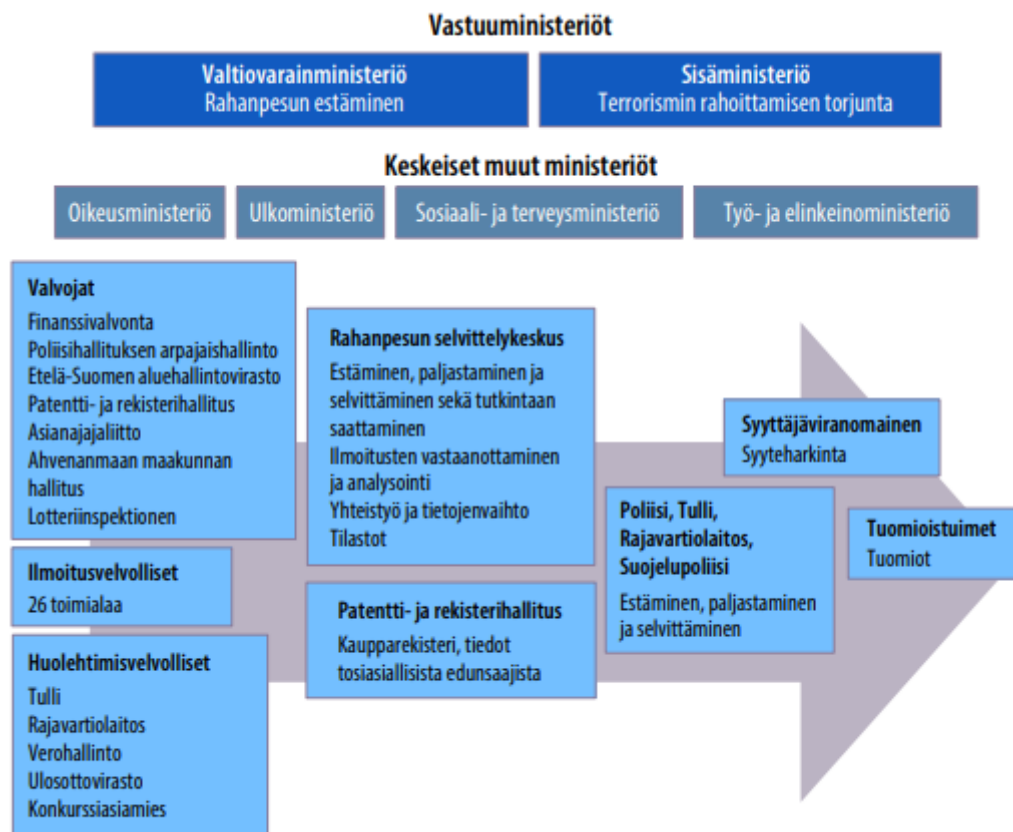 Vastuuministeriöt
Valtiovarainministeriö
Rahanpesun estäminen
Sisäministeriö
Terrorismin rahoittamisen torjunta
Keskeiset muut ministeriöt
Oikeusministeriö
Ulkoministeriö
Sosiaali- ja terveysministeriö
Työ- ja elinkeinoministeriö
Valvojat
Finanssivalvonta
Poliisihallituksen arpajaishallinto
Etelä-Suomen aluehallintovirasto
Patentti- ja rekisterihallitus
Asianajajaliitto
Ahvenanmaan maakunnan
hallitus
Lotteriinspektionen
Ilmoitusvelvolliset
26 toimialaa
Huolehtimisvelvolliset
Tulli
Rajavartiolaitos
Verohallinto
Ulosottovirasto
Konkurssiasiamies
Rahanpesun selvittelykeskus
Estäminen, paljastaminen ja
selvittäminen sekä tutkintaan
saattaminen
Ilmoitusten vastaanottaminen
ja analysointi
Yhteistyö ja tietojenvaihto
Tilastot
Patentti- ja rekisterihallitus
Kaupparekisteri, tiedot
tosiasiallisista edunsaajista
Poliisi, Tulli,
Rajavartiolaitos,
Suojelupoliisi
Estäminen, paljastaminen
ja selvittäminen
Syyttäjäviranomainen
Syyteharkinta
Tuomioistuimet
Tuomiot